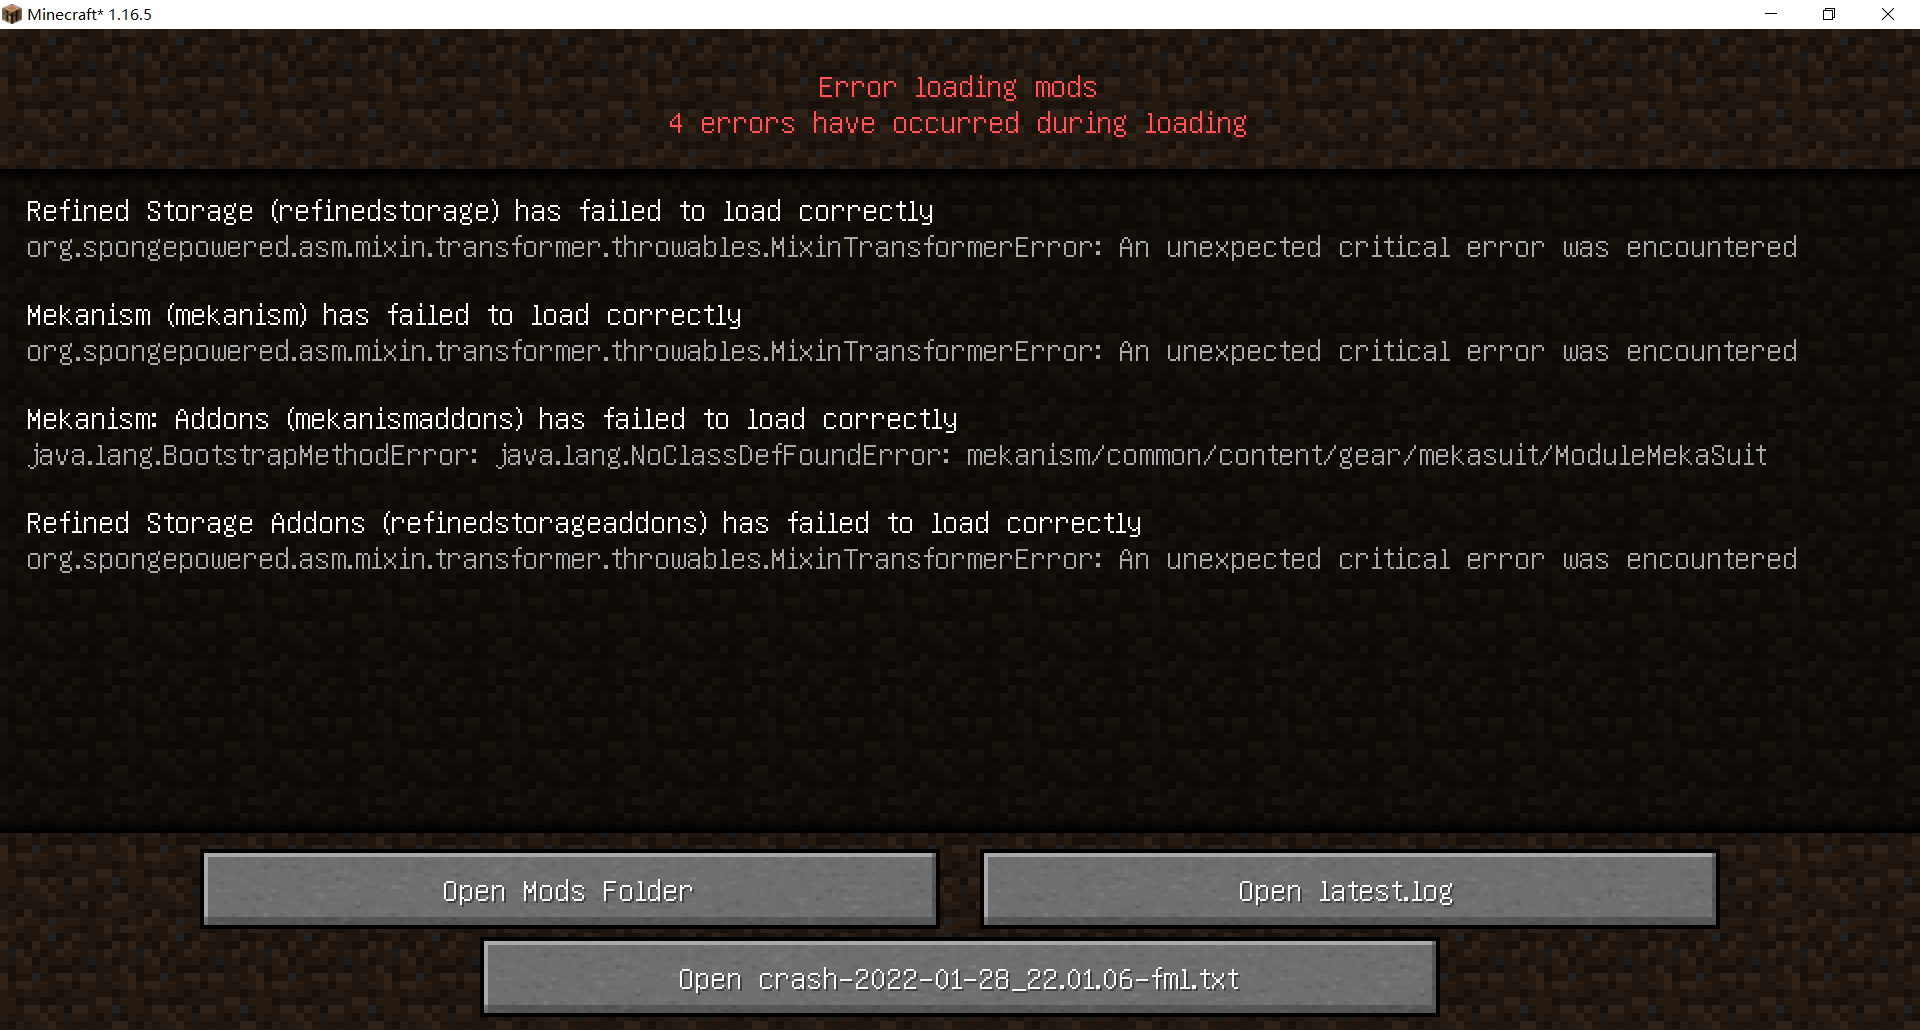 Minecraft* 1.16.5
Error loading mods
4 errors have occurred during loading
Refined Storage (refinedstorage) has failed to load correctly
org.spongepowered.asm.mixin.transformer.throwables.MixinTransformerError: An unexpected critical error was encountered
Mekanism (mekanism) has failed to load correctly
org.spongepowered.asm.mixin.transformer.throwables.MixinTransformerError: An unexpected critical error was encountered
Mekanism: Addons (mekanismaddons) has failed to load correctly
java.lang.BootstrapMethodError: java.lang.NoClassDefFoundError: mekanism/common/content/gear/mekasuit/ModuleMekaSuit
Refined Storage Addons (refinedstorageaddons) has failed to load correctly
org.spongepowered.asm.mixin.transformer.throwables.MixinTransformerError: An unexpected critical error was encountered
Open Mods Folder
Open latest.log
Open crash-2022-01-28_22.01.06-fml.txt